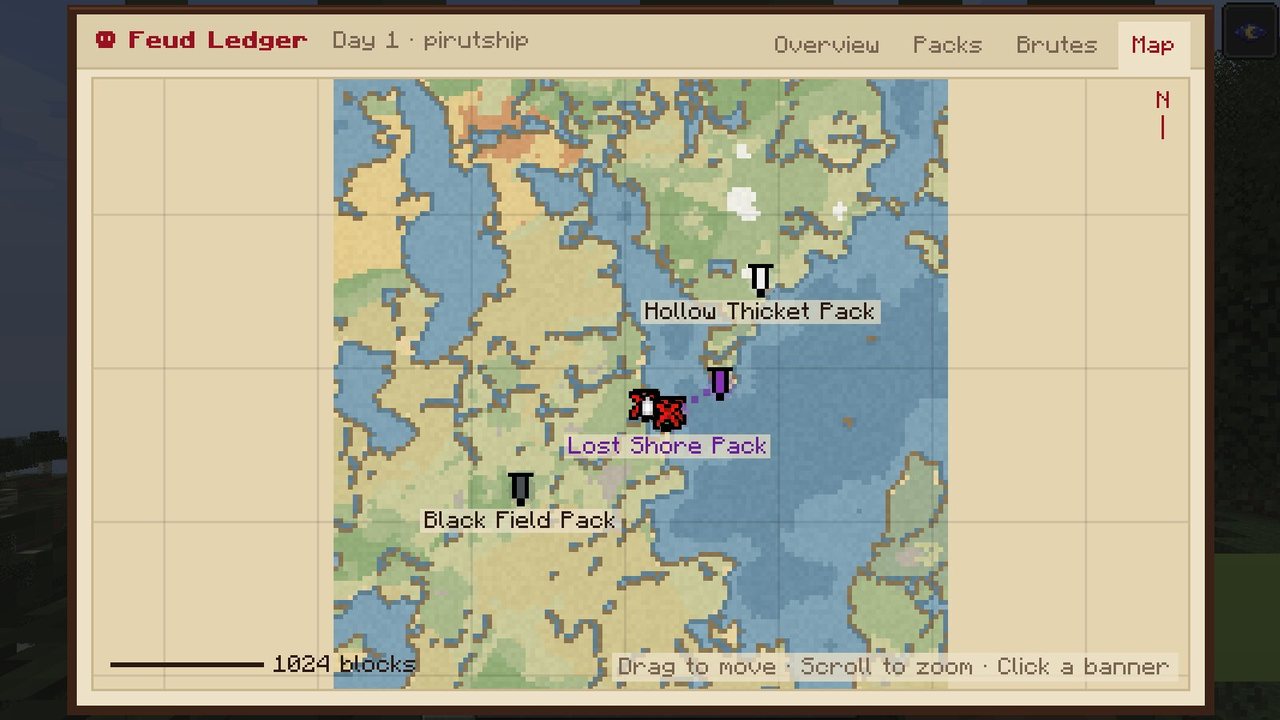 Feud Ledger Day 1 · pirutship Overview Packs Brutes Map
N
Hollow Thicket Pack
Lost Shore Pack
Black Field Pack
1024 blocks
Drag to move · Scroll to zoom · Click a banner